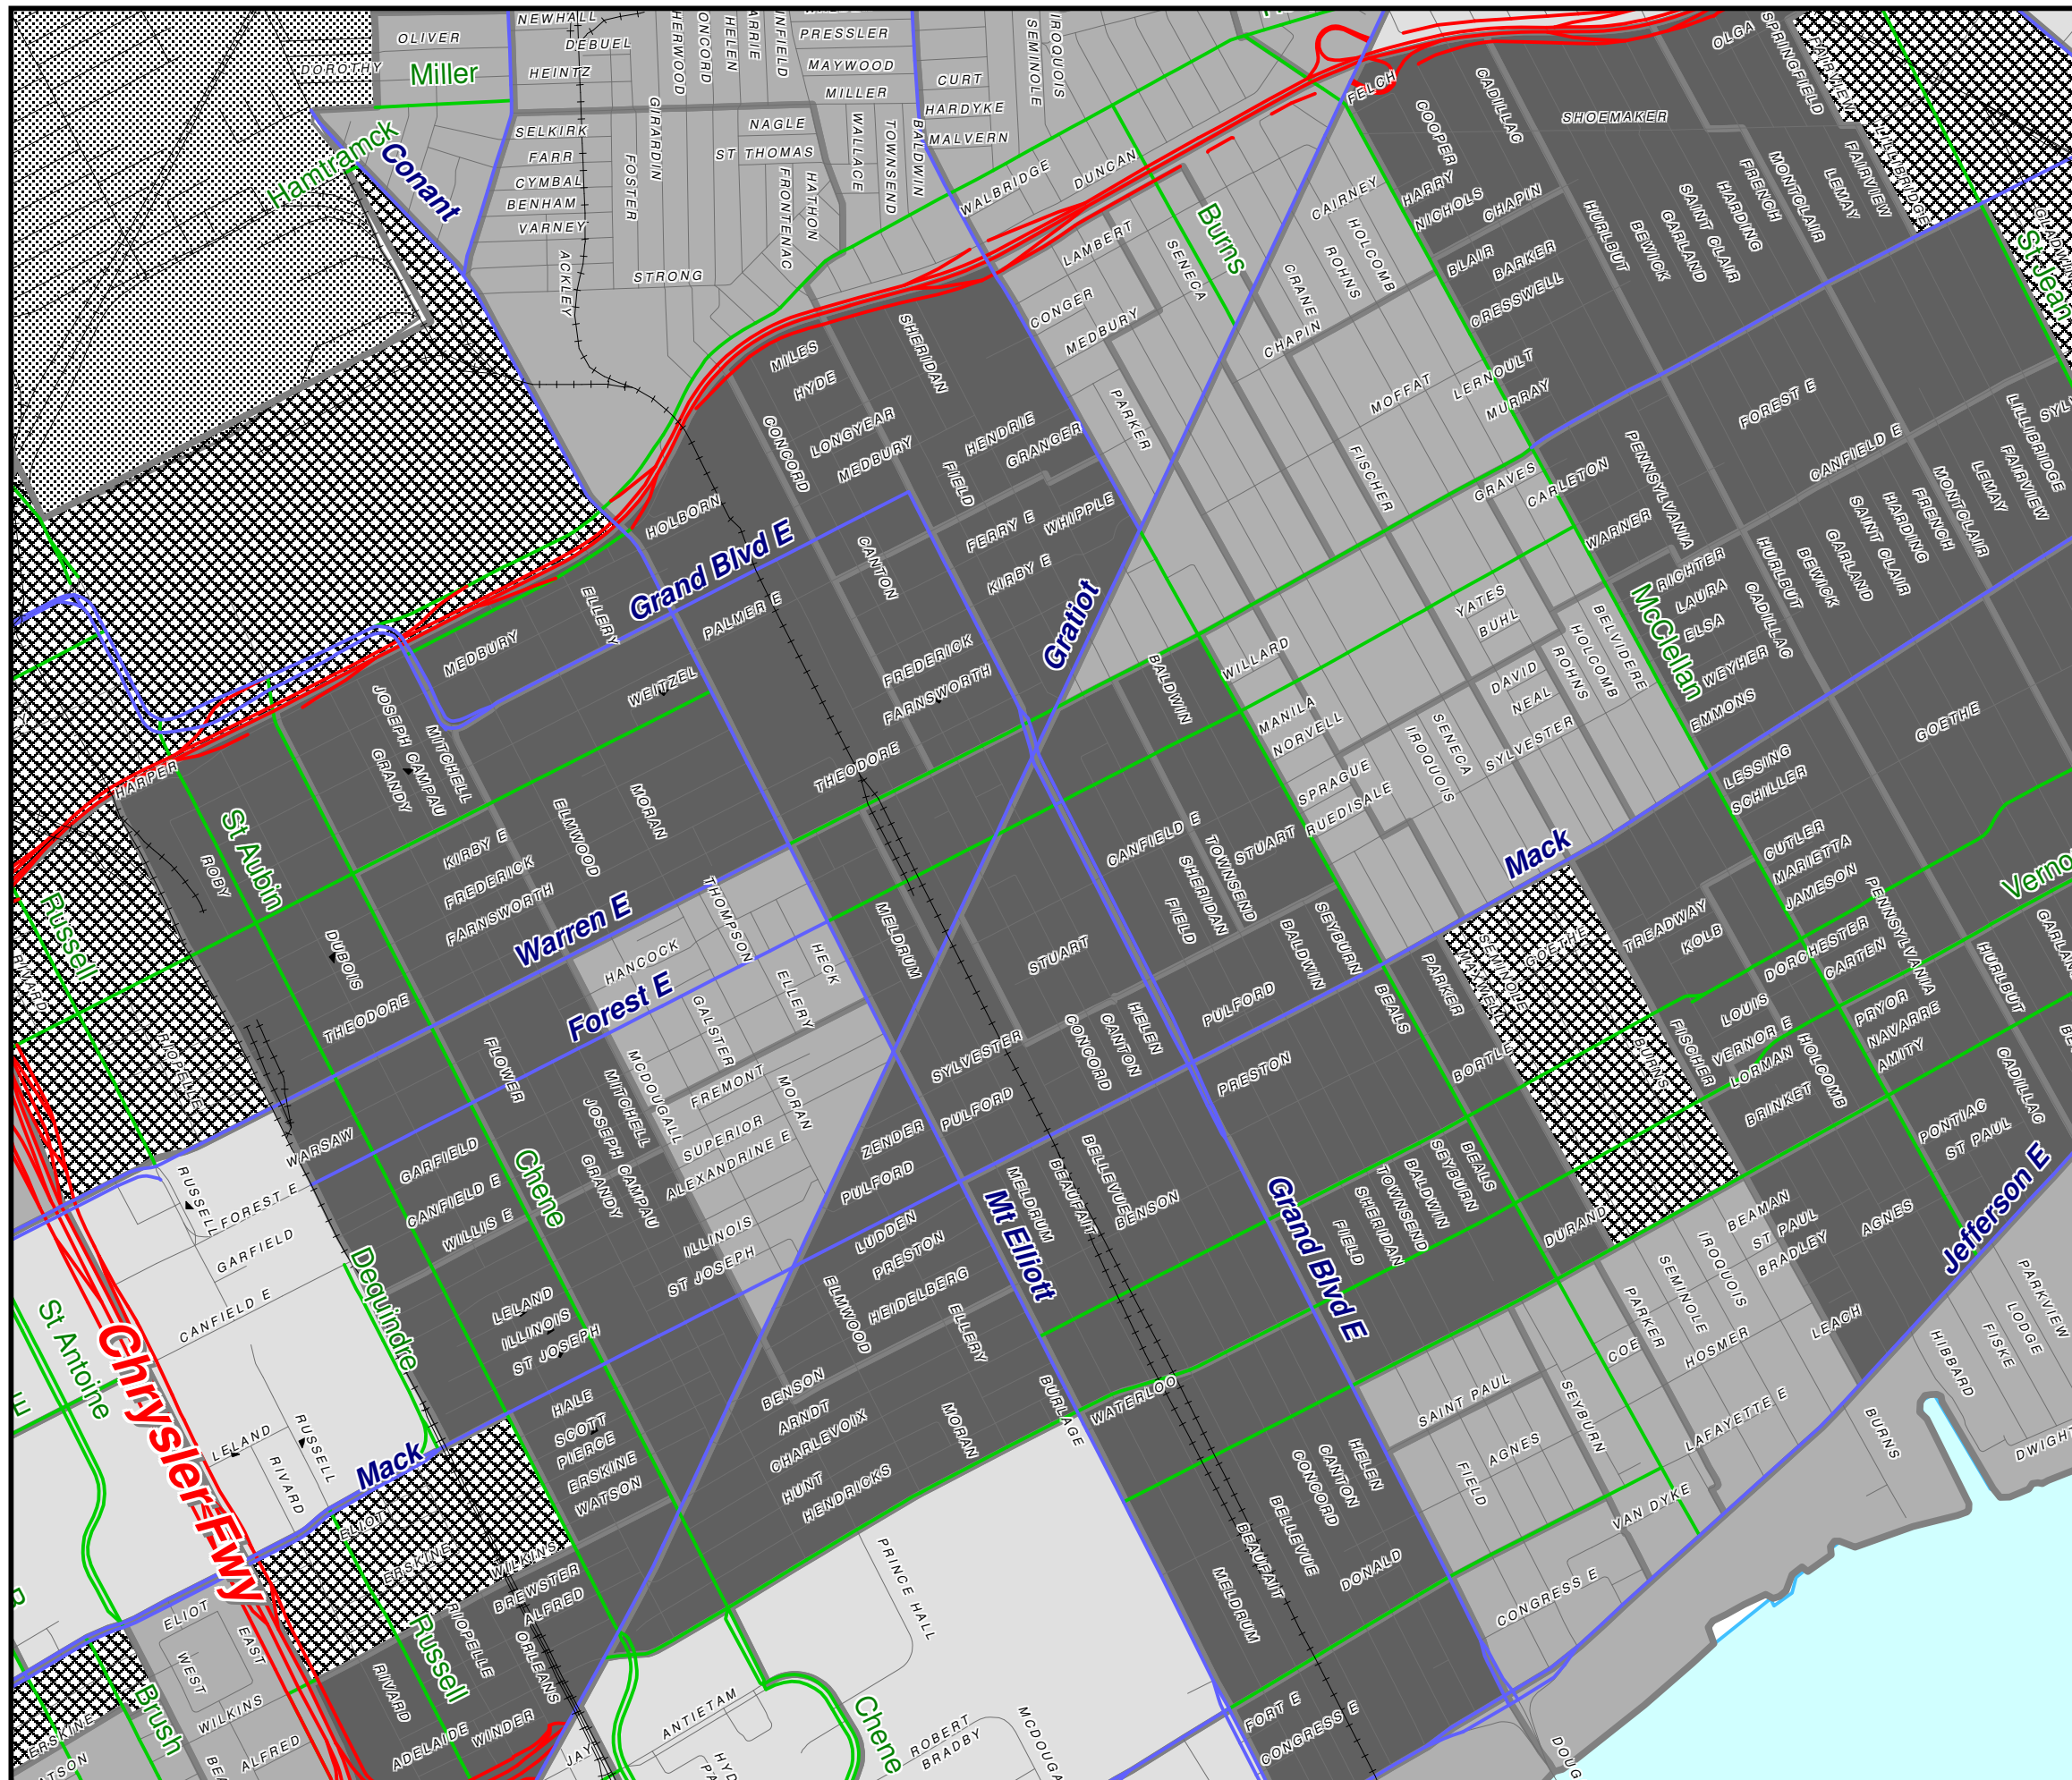 NEWHALL
OLIVER
DEBUEL
PRESSLER
DOROTHY
Miller
HEINTZ
MAYWOOD
CURT
MILLER
HARDYKE
SEMINOLE
IROQUOIS
HELEN
FELCH
CADILLAC
COOPER
SHOEMAKER
OLGA
SPRINGFIELD
FAIRVIEW
LILLIBRIDGE
Hamtramck
Conant
SELKIRK
FARR
CYMBAL
BENHAM
VARNEY
GIRARDIN
FOSTER
NAGLE
ST THOMAS
WALLACE
TOWNSEND
BALDWIN
MALVERN
FRONTENAC
HATHON
ACKLEY
STRONG
WALBRIDGE
DUNCAN
Burns
LAMBERT
SENECA
CAIRNEY
HOLCOMB
ROHNS
CRANE
HARRY
NICHOLS
CHAPIN
BLAIR
BARKER
CRESSWELL
HURLBUT
BEWICK
GARLAND
SAINT CLAIR
HARDING
FRENCH
MONTCLAIR
LEMAY
FAIRVIEW
St Jean
CONGER
MEDBURY
CHAPIN
MILES
HYDE
SHERIDAN
LONGYEAR
MEDBURY
CONCORD
HENDRIE
GRANGER
FIELD
PARKER
MOFFAT
LERNOULT
MURRAY
FOREST E
CANFIELD E
FISCHER
GRAVES
CARLETON
PENNSYLVANIA
WARNER
LILLIBRIDGE
FAIRVIEW
LEMAY
MONTCLAIR
FRENCH
HARDING
SAINT CLAIR
GARLAND
BEWICK
HURLBUT
CADILLAC
HOLBORN
Grand Blvd E
FERRY E
WHIPPLE
KIRBY E
CANTON
ELLERY
PALMER E
MEDBURY
WEITZEL
FREDERICK
FARNSWORTH
Gratiot
BALDWIN
WILLARD
YATES
BUHL
RICHTER
LAURA
ELSA
WEYHER
EMMONS
McClellan
BELVIDERE
HOLCOMB
ROHNS
DAVID
NEAL
SYLVESTER
MANILA
NORVELL
SENECA
IROQUOIS
SPRAGUE
RUEDISALE
GOETHE
LESSING
SCHILLER
HARPER
JOSEPH CAMPAU
MITCHELL
GRANDY
THEODORE
St Aubin
ROBY
MORAN
ELMWOOD
KIRBY E
FREDERICK
FARNSWORTH
Russell
RIVARD
DUBOIS
THEODORE
Warren E
Forest E
HANCOCK
THOMPSON
HECK
ELLERY
GALSTER
MELDRUM
STUART
CANFIELD E
TOWNSEND
SHERIDAN
FIELD
STUART
BALDWIN
SEYBURN
Mack
CUTLER
MARIETTA
JAMESON
TREADWAY
KOLB
PENNSYLVANIA
DORCHESTER
CARTEN
HURLBUT
GOETHE
SEMINOLE
MAXWELL
PARKER
BEALS
PULFORD
RIOPELLE
WARSAW
FLOWER
MCDOUGALL
MITCHELL
JOSEPH CAMPAU
GRANDY
FREMONT
MORAN
SUPERIOR
ALEXANDRINE E
SYLVESTER
PULFORD
ZENDER
PULFORD
CONCORD
CANTON
HELEN
PRESTON
BORTLE
BURNS
FISCHER
LOUIS
VERNOR E
LORMAN
HOLCOMB
BRINKET
PRYOR
NAVARRE
AMITY
CADILLAC
PONTIAC
ST PAUL
RUSSELL
FOREST E
GARFIELD
CANFIELD E
GARFIELD
CANFIELD E
WILLIS E
Chene
ILLINOIS
ST JOSEPH
LUDDEN
PRESTON
HEIDELBERG
ELMWOOD
ELLERY
Mt Elliott
MELDRUM
BEAUFAIT
BELLEVUE
BENSON
Grand Blvd E
FIELD
SHERIDAN
TOWNSEND
BALDWIN
SEYBURN
BEALS
DURAND
BEAMAN
ST PAUL
BRADLEY
AGNES
Jefferson E
Dequindre
St Antoine
Chrysler Fwy
LELAND
ILLINOIS
ST JOSEPH
PARKER
SEMINOLE
IROQUOIS
COE
HOSMER
LEACH
PARKVIEW
LODGE
FISKE
HIBBARD
DWIGHT
BENSON
ARNDT
CHARLEVOIX
HUNT
HENDRICKS
MORAN
BURLAGE
WATERLOO
SAINT PAUL
AGNES
SEYBURN
LAFAYETTE E
BURNS
FIELD
VAN DYKE
HALE
SCOTT
PIERCE
ERSKINE
WATSON
LELAND
RUSSELL
RIVARD
Mack
ELIOT
ERSKINE
WILKINS
BREWSTER
ALFRED
RIOPELLE
ORLEANS
Russell
PRINCE HALL
HELEN
CANTON
CONCORD
BELLEVUE
BEAUFAIT
MELDRUM
DONALD
CONGRESS E
ELIOT
EAST
WEST
WILKINS
Brush
ERSKINE
ALFRED
RIVARD
ADELAIDE
WINDER
JAY
ANTIETAM
Chene
ROBERT
BRADBY
FORT E
CONGRESS E